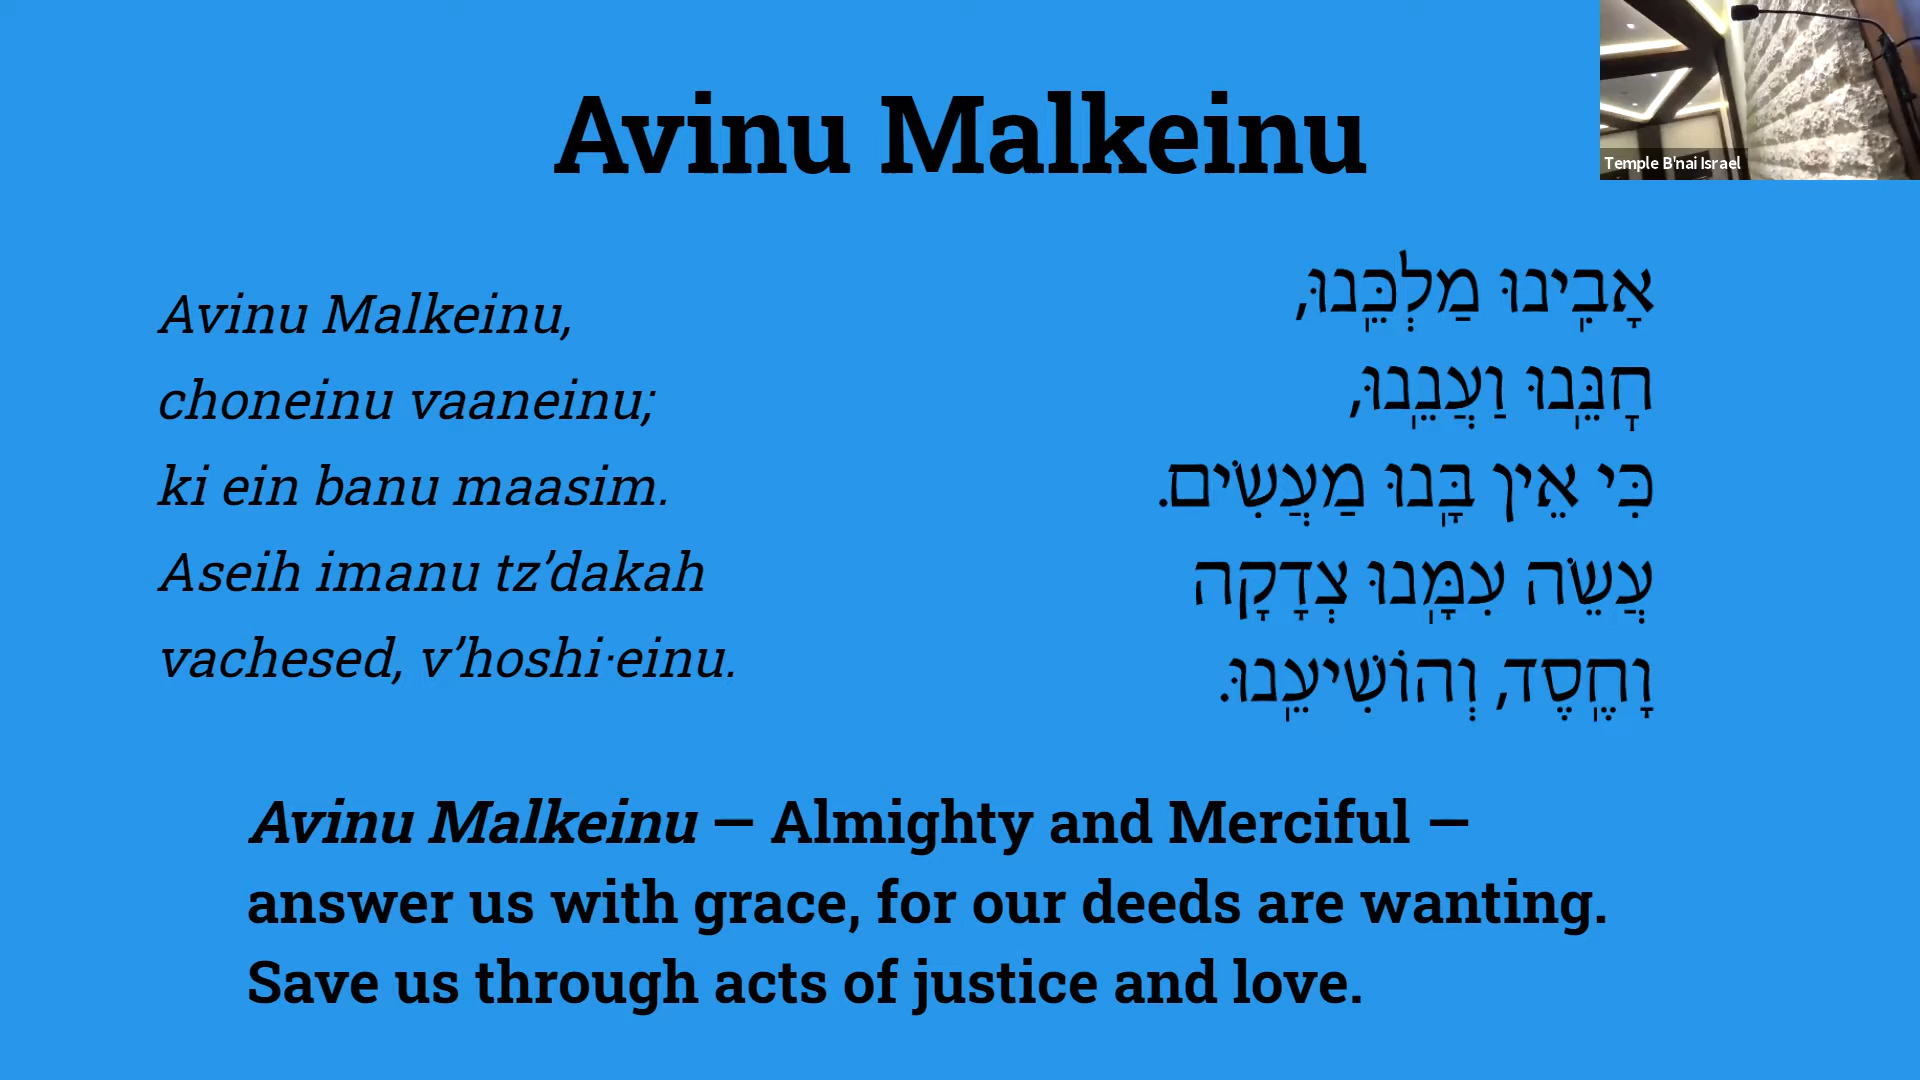 Avinu Malkeinu
Temple B'nai Israel
Avinu Malkeinu,
choneinu vaaneinu;
ki ein banu maasim.
Aseih imanu tz’dakah
vachesed, v’hoshi·einu.
אָבִֽינוּ מַלְכֵּֽנוּ,
חָנֵּֽנוּ וַעֲנֵֽנוּ,
כִּי אֵין בָּֽנוּ מַעֲשִׂים.
עֲשֵׂה עִמָּֽנוּ צְדָקָה
וָחֶֽסֶד, וְהוֹשִׁיעֵֽנוּ.
Avinu Malkeinu — Almighty and Merciful —
answer us with grace, for our deeds are wanting.
Save us through acts of justice and love.